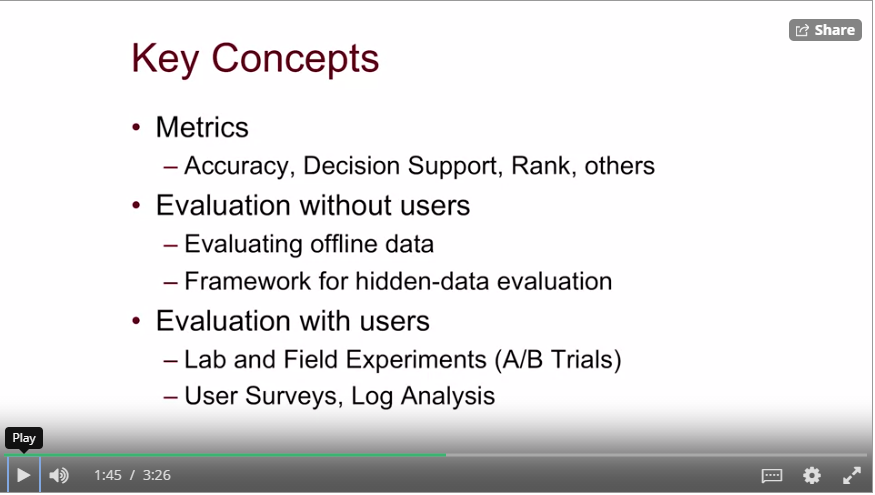 Share
Key Concepts
• Metrics
– Accuracy, Decision Support, Rank, others
• Evaluation without users
– Evaluating offline data
– Framework for hidden-data evaluation
• Evaluation with users
– Lab and Field Experiments (A/B Trials)
– User Surveys, Log Analysis
Play
1:45 / 3:26